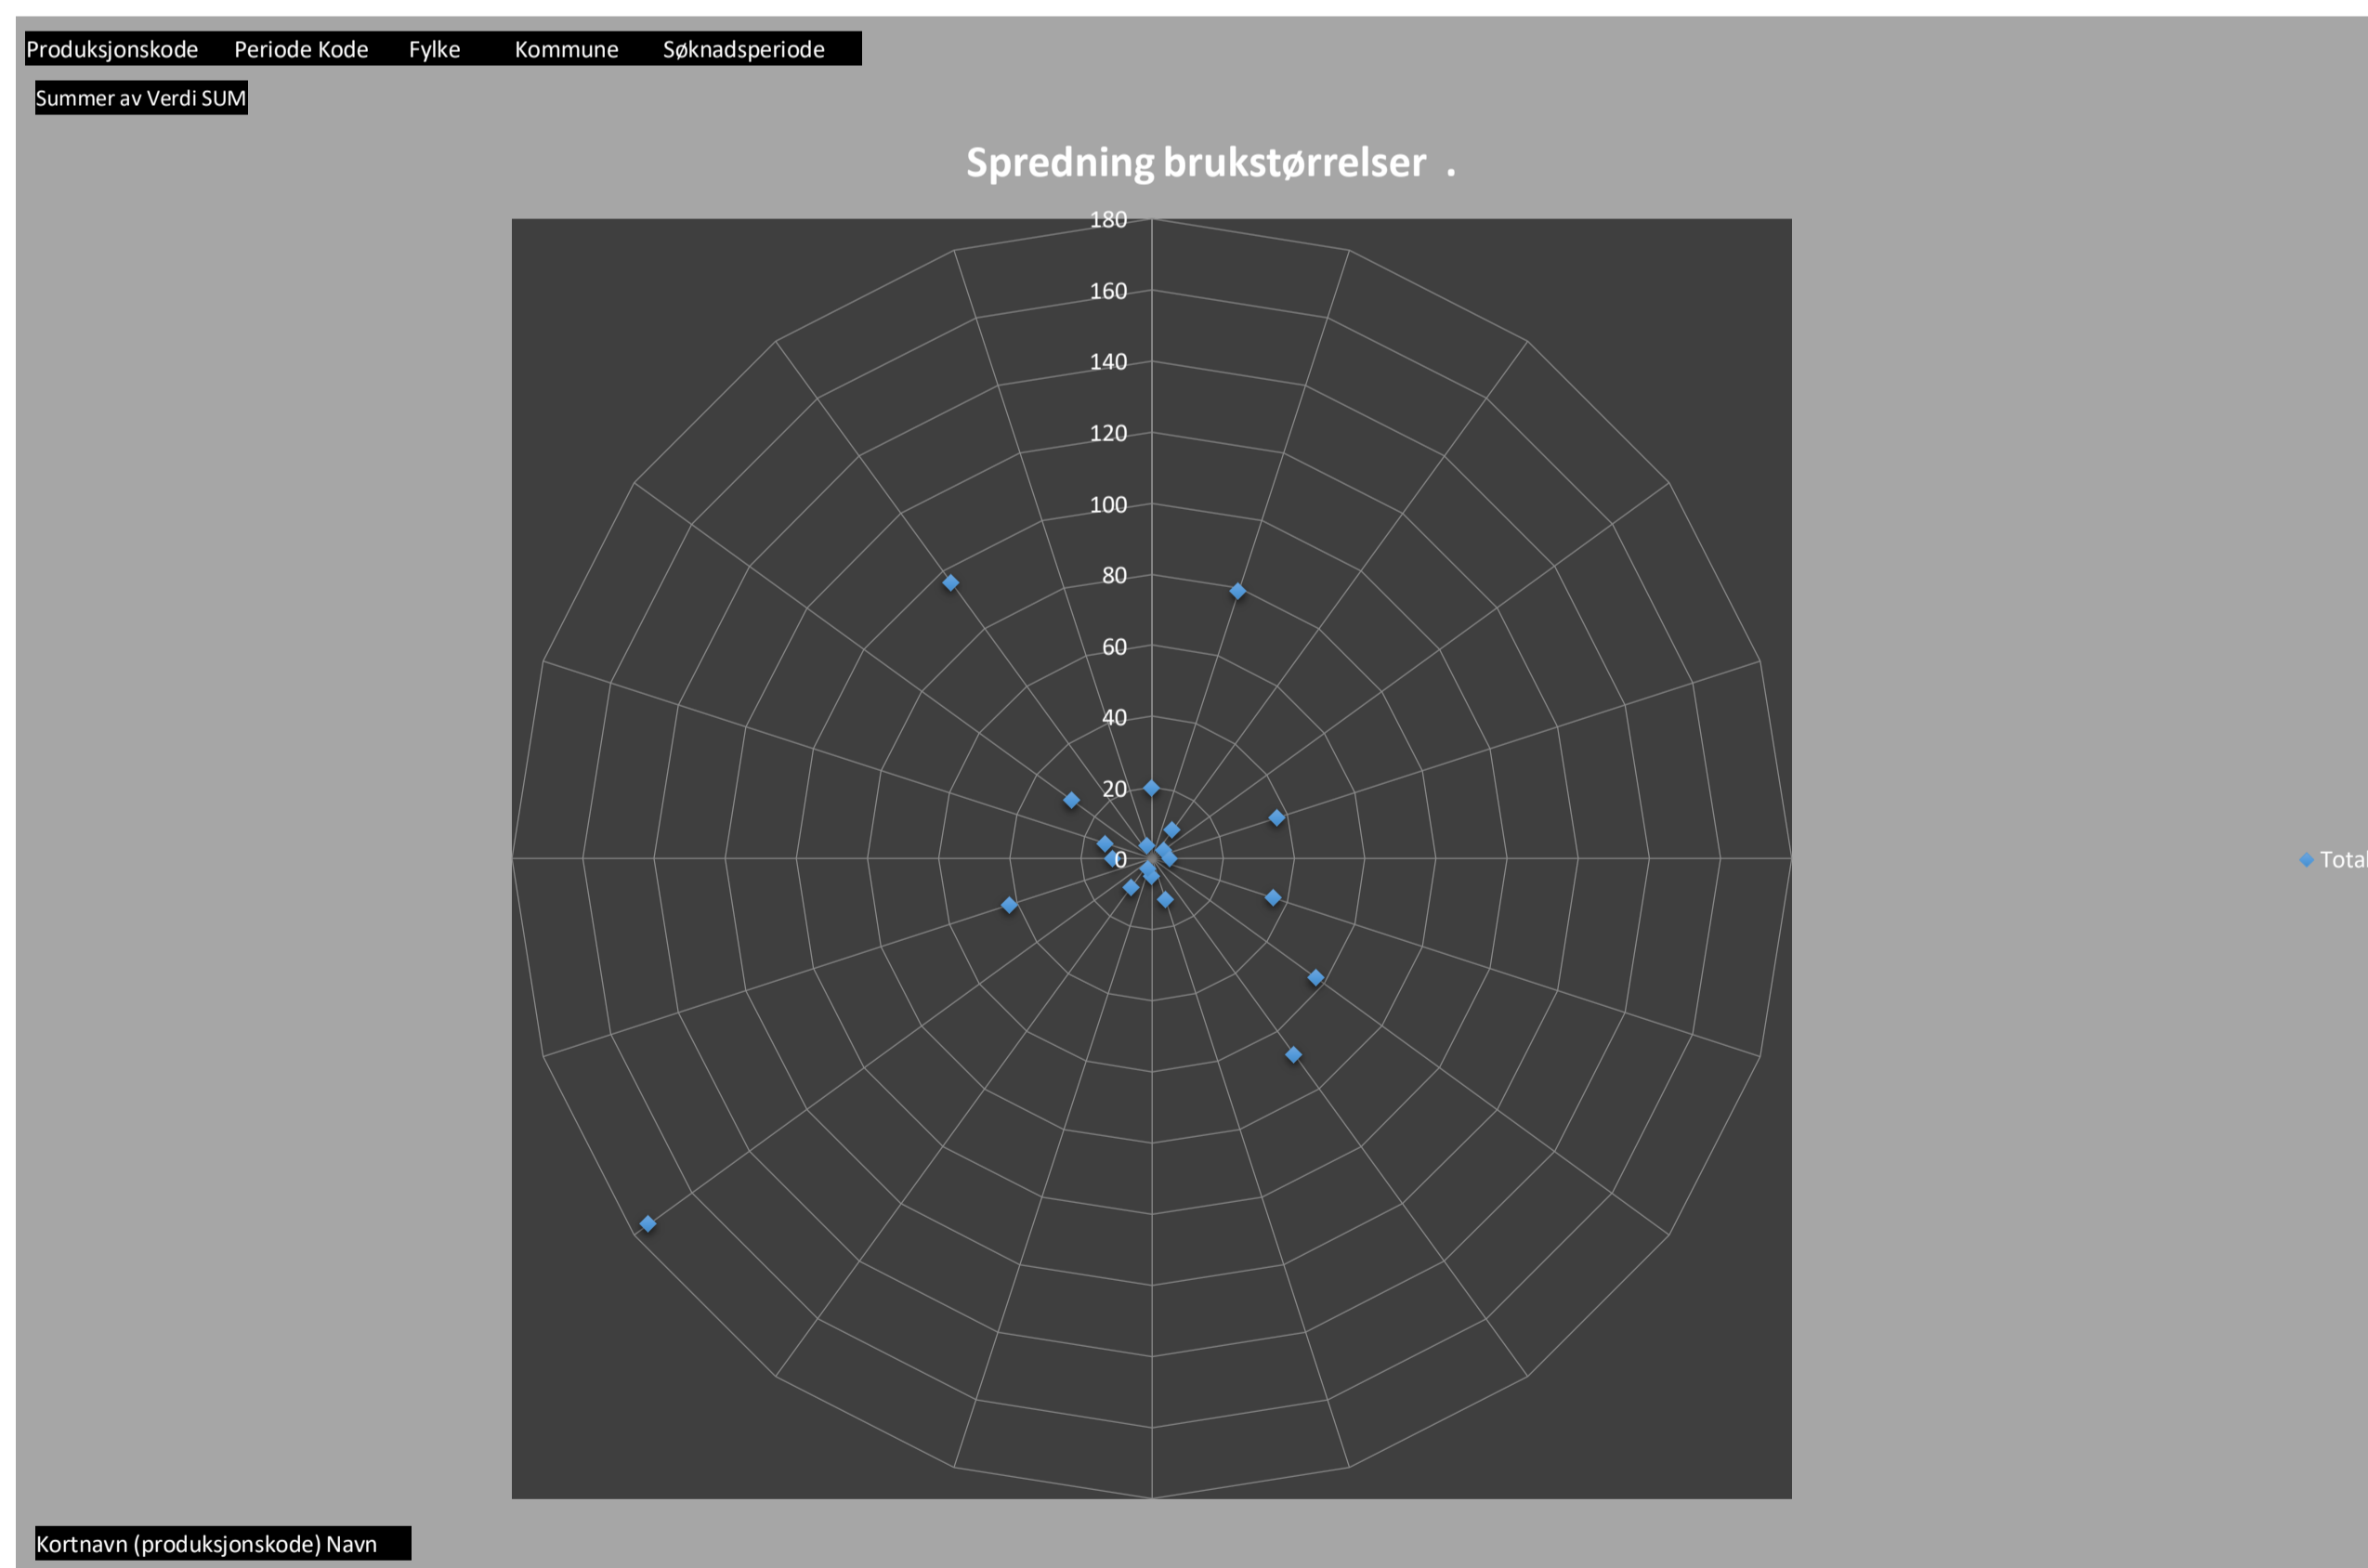 Produksjonskode Periode Kode Fylke Kommune Søknadsperiode
Summer av Verdi SUM
Spredning brukstørrelser .
180
160
140
120
100
80
60
40
20
0
Total
Kortnavn (produksjonskode) Navn